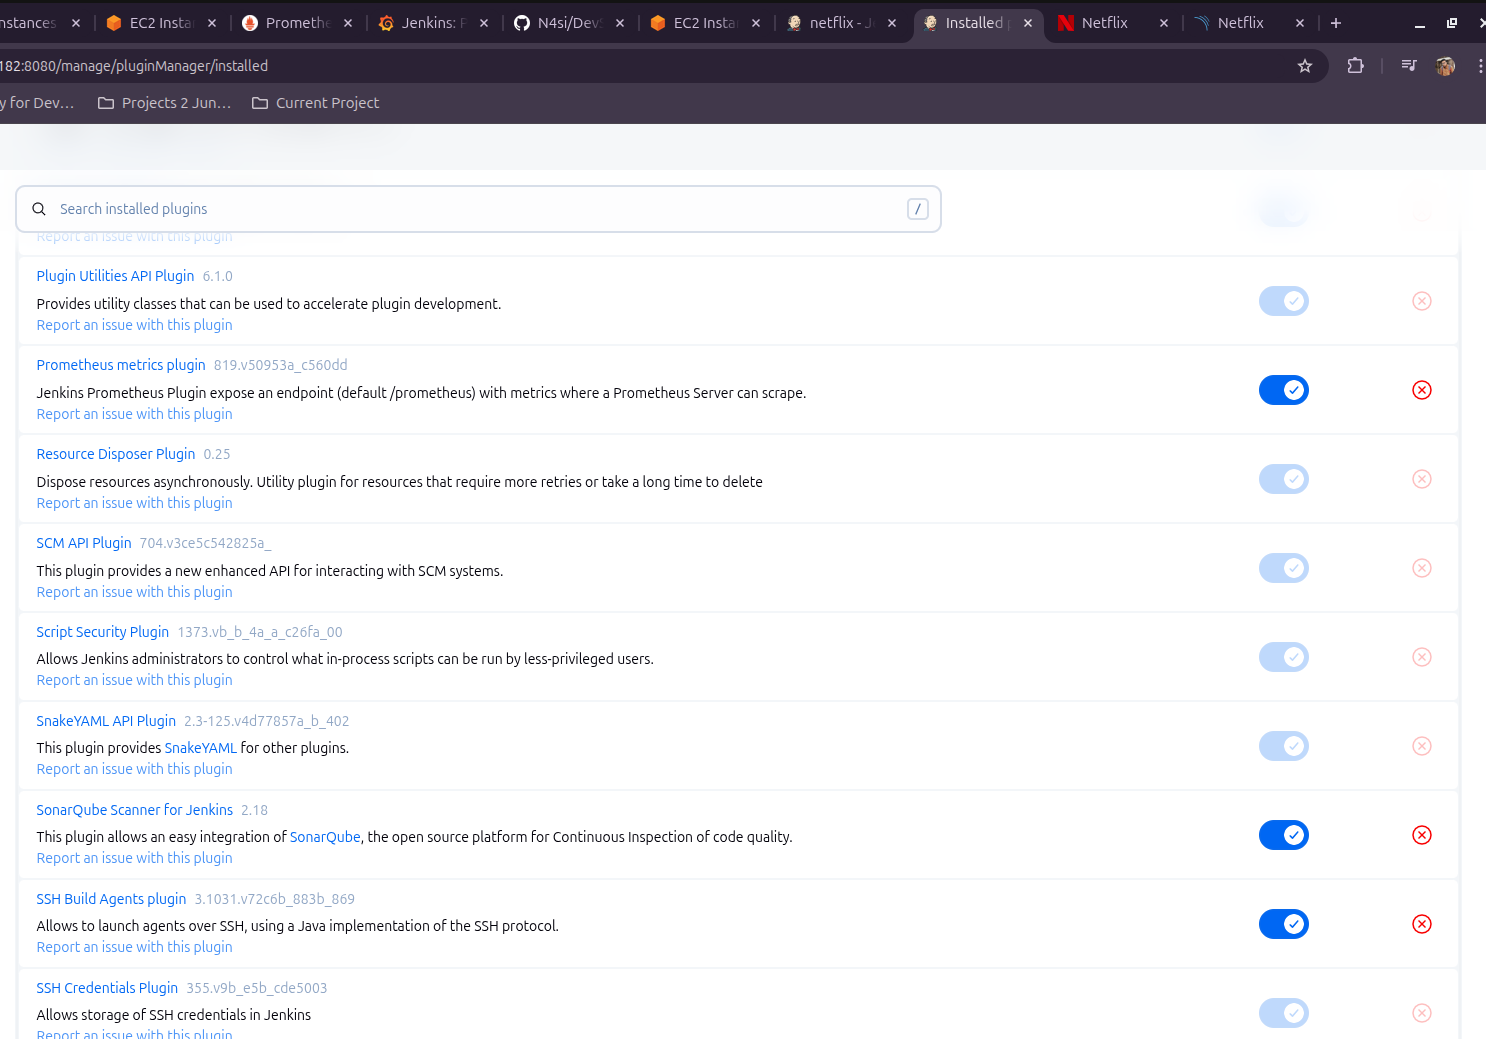 nstances
EC2 Insta
Promethe
Jenkins: P
N4si/DevS
EC2 Insta
netflix - J
Installed
Netflix
Netflix
182:8080/manage/pluginManager/installed
y for Dev...
Projects 2 Jun...
Current Project
Search installed plugins
/
Report an issue with this plugin
Plugin Utilities API Plugin 6.1.0
Provides utility classes that can be used to accelerate plugin development.
Report an issue with this plugin
Prometheus metrics plugin 819.v50953a_c560dd
Jenkins Prometheus Plugin expose an endpoint (default /prometheus) with metrics where a Prometheus Server can scrape.
Report an issue with this plugin
Resource Disposer Plugin 0.25
Dispose resources asynchronously. Utility plugin for resources that require more retries or take a long time to delete
Report an issue with this plugin
SCM API Plugin 704.v3ce5c542825a_
This plugin provides a new enhanced API for interacting with SCM systems.
Report an issue with this plugin
Script Security Plugin 1373.vb_b_4a_a_c26fa_00
Allows Jenkins administrators to control what in-process scripts can be run by less-privileged users.
Report an issue with this plugin
SnakeYAML API Plugin 2.3-125.v4d77857a_b_402
This plugin provides SnakeYAML for other plugins.
Report an issue with this plugin
SonarQube Scanner for Jenkins 2.18
This plugin allows an easy integration of SonarQube, the open source platform for Continuous Inspection of code quality.
Report an issue with this plugin
SSH Build Agents plugin 3.1031.v72c6b_883b_869
Allows to launch agents over SSH, using a Java implementation of the SSH protocol.
Report an issue with this plugin
SSH Credentials Plugin 355.v9b_e5b_cde5003
Allows storage of SSH credentials in Jenkins
Report an issue with this plugin